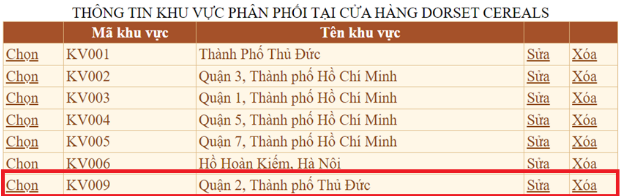 THÔNG TIN KHU VỰC PHÂN PHỐI TẠI CỬA HÀNG DORSET CEREALS
Mã khu vực Tên khu vực
Chọn KV001 Thành Phố Thủ Đức Sửa Xóa
Chọn KV002 Quận 3, Thành phố Hồ Chí Minh Sửa Xóa
Chọn KV003 Quận 1, Thành phố Hồ Chí Minh Sửa Xóa
Chọn KV004 Quận 5, Thành phố Hồ Chí Minh Sửa Xóa
Chọn KV005 Quận 7, Thành phố Hồ Chí Minh Sửa Xóa
Chọn KV006 Hồ Hoàn Kiếm, Hà Nội Sửa Xóa
Chọn KV009 Quận 2, Thành phố Thủ Đức Sửa Xóa